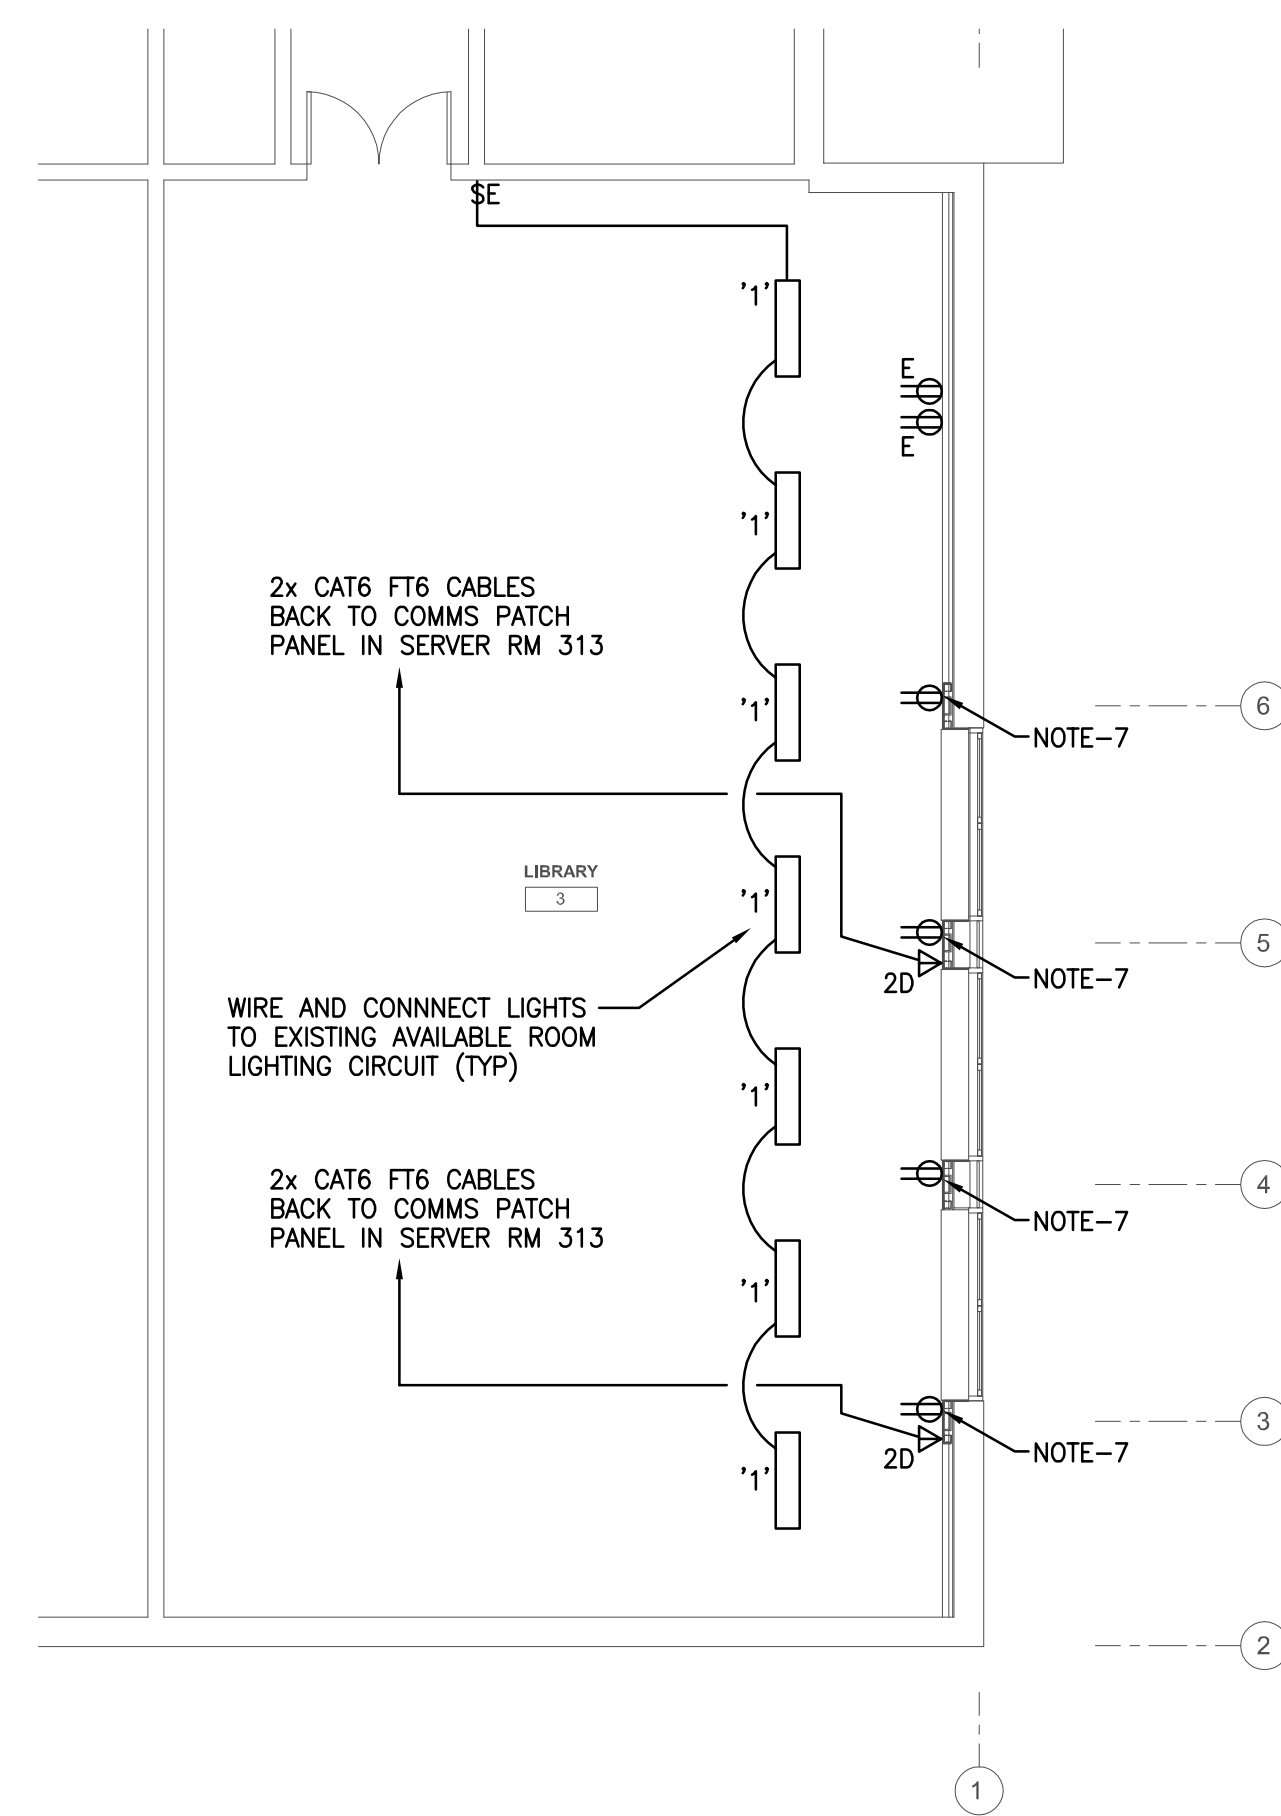 $E
'1'
E
E
'1'
2x CAT6 FT6 CABLES
BACK TO COMMS PATCH
PANEL IN SERVER RM 313
'1'
6
NOTE-7
LIBRARY
3
'1'
5
NOTE-7
2D
WIRE AND CONNNECT LIGHTS
TO EXISTING AVAILABLE ROOM
LIGHTING CIRCUIT (TYP)
'1'
2x CAT6 FT6 CABLES
BACK TO COMMS PATCH
PANEL IN SERVER RM 313
4
NOTE-7
'1'
3
NOTE-7
2D
'1'
2
1